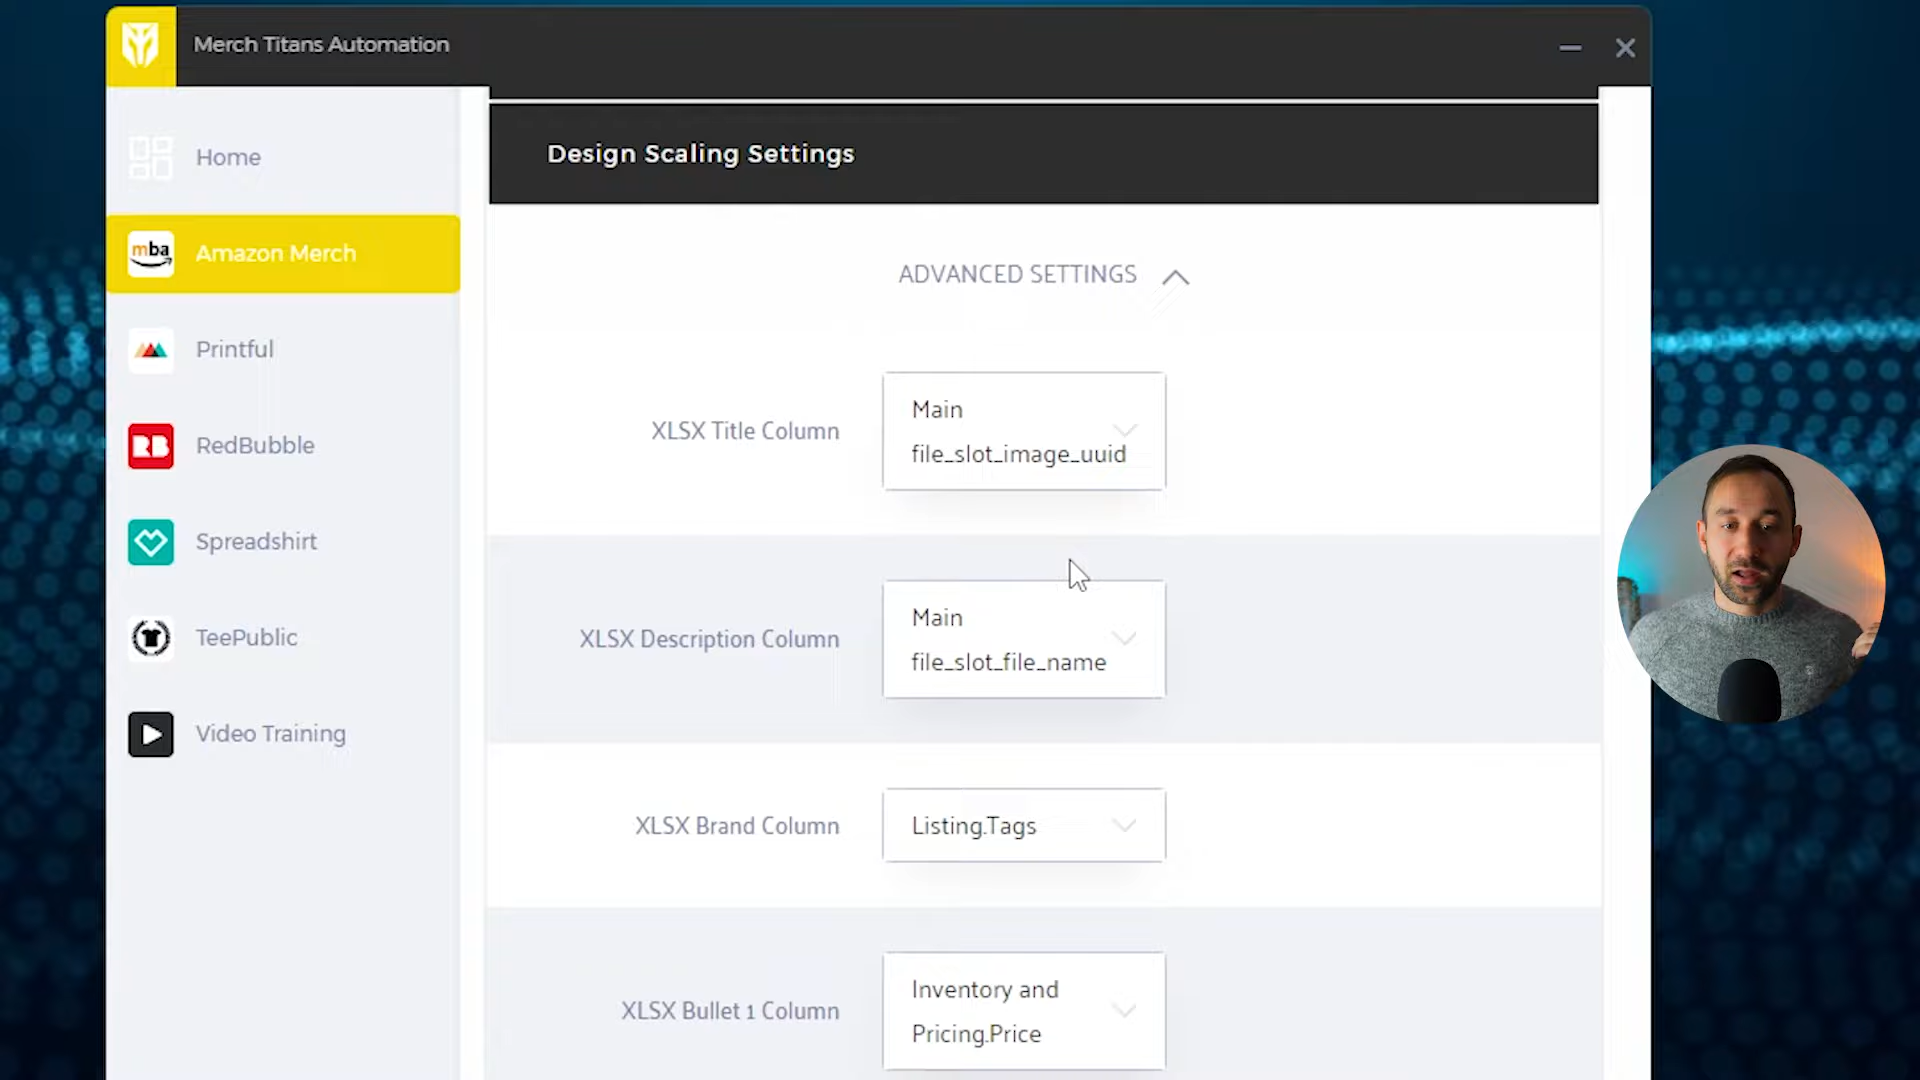 Merch Titans Automation
Design Scaling Settings
Home
mba
Amazon Merch
Printful
RB
RedBubble
Spreadshirt
TeePublic
Video Training
ADVANCED SETTINGS
XLSX Title Column
Main
file_slot_image_uuid
XLSX Description Column
Main
file_slot_file_name
XLSX Brand Column
Listing.Tags
XLSX Bullet 1 Column
Inventory and
Pricing.Price